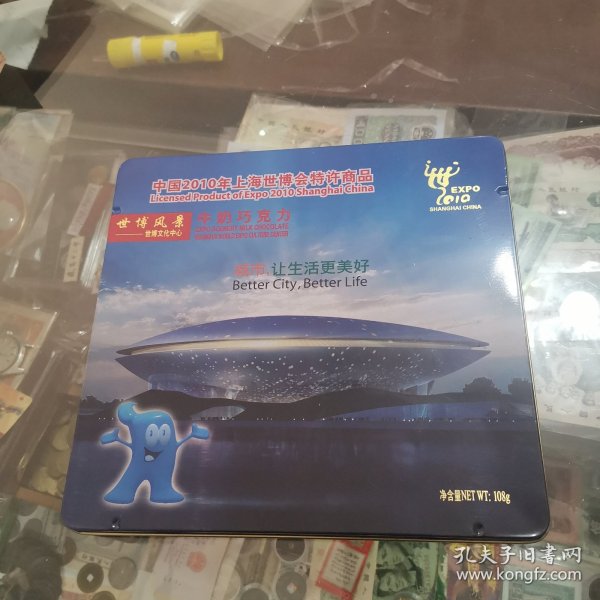 中国2010年上海世博会特许商品
Licensed Product of Expo 2010 Shanghai China
EXPO
2010
SHANGHAI CHINA
世博风景
世博文化中心
牛奶巧克力
城市,让生活更美好
Better City, Better Life
净含量NET WT: 108g
孔夫子旧书网
www.kongfz.com